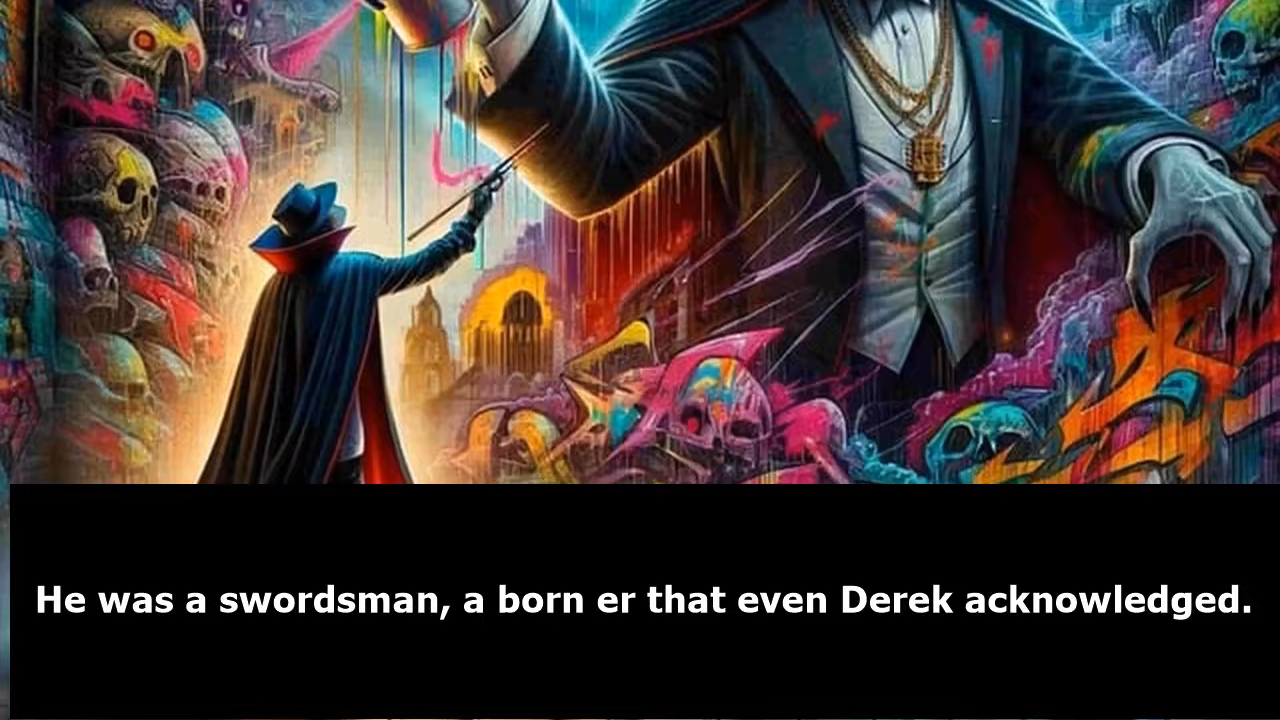 He was a swordsman, a born er that even Derek acknowledged.